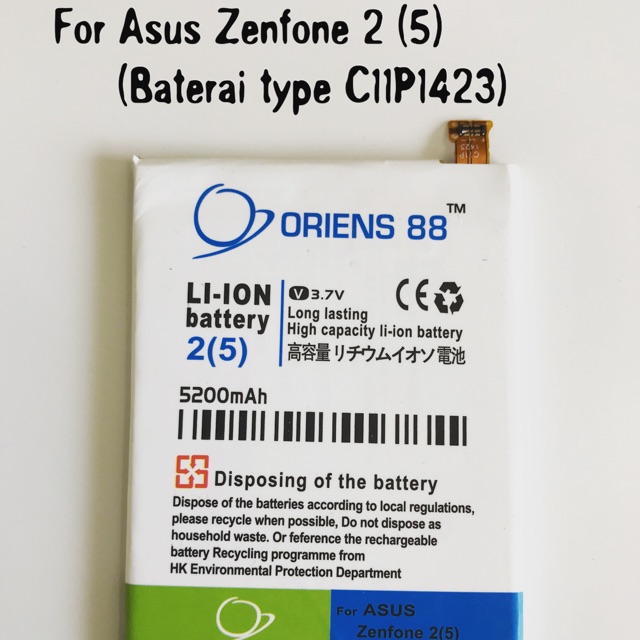 For Asus Zenfone 2 (5)
(Baterai type C11P1423)
ORIENS 88 ™
LI-ION
battery
2(5)
V 3.7V
Long lasting
High capacity li-ion battery
高容量リチウムイオソ電池
5200mAh
Disposing of the battery
Dispose of the batteries according to local regulations,
please recycle when possible, Do not dispose as
household waste. Or reference the rechargeable
battery Recycling programme from
HK Environmental Protection Department
For ASUS
Zenfone 2(5)